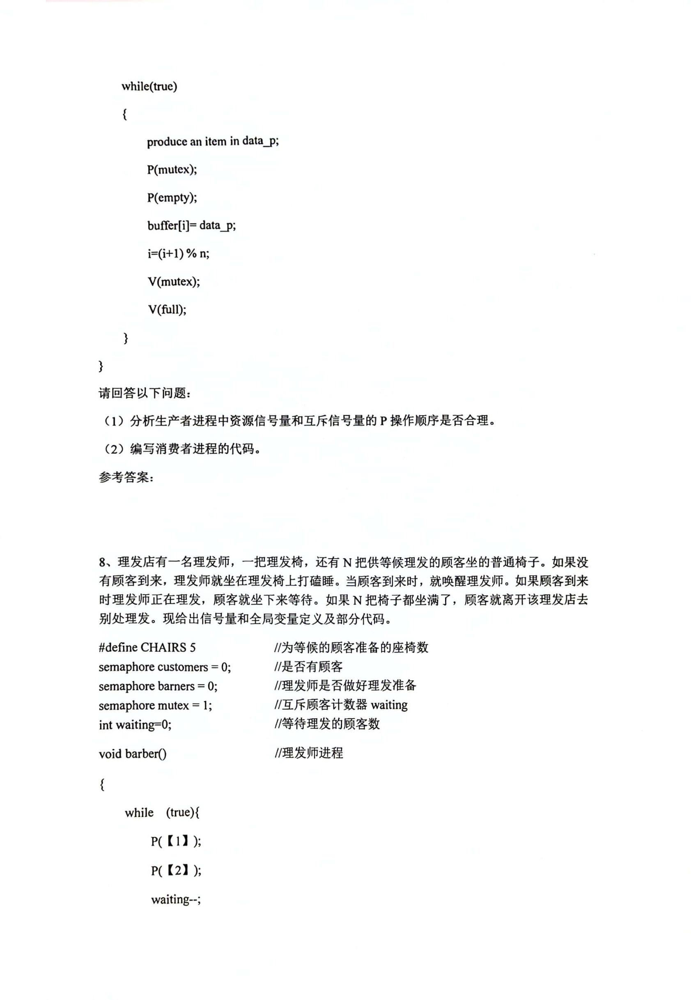 while(true)
{
produce an item in data_p;
P(mutex);
P(empty);
buffer[i]= data_p;
i=(i+1) % n;
V(mutex);
V(full);
}
}
请回答以下问题：
（1）分析生产者进程中资源信号量和互斥信号量的 P 操作顺序是否合理。
（2）编写消费者进程的代码。
参考答案：
8、理发店有一名理发师，一把理发椅，还有 N 把供等候理发的顾客坐的普通椅子。如果没
有顾客到来，理发师就坐在理发椅上打磕睡。当顾客到来时，就唤醒理发师。如果顾客到来
时理发师正在理发，顾客就坐下来等待。如果 N 把椅子都坐满了，顾客就离开该理发店去
别处理发。现给出信号量和全局变量定义及部分代码。
#define CHAIRS 5 //为等候的顾客准备的座椅数
semaphore customers = 0; //是否有顾客
semaphore barners = 0; //理发师是否做好理发准备
semaphore mutex = 1; //互斥顾客计数器 waiting
int waiting=0; //等待理发的顾客数
void barber() //理发师进程
{
while (true){
P(【1】);
P(【2】);
waiting--;